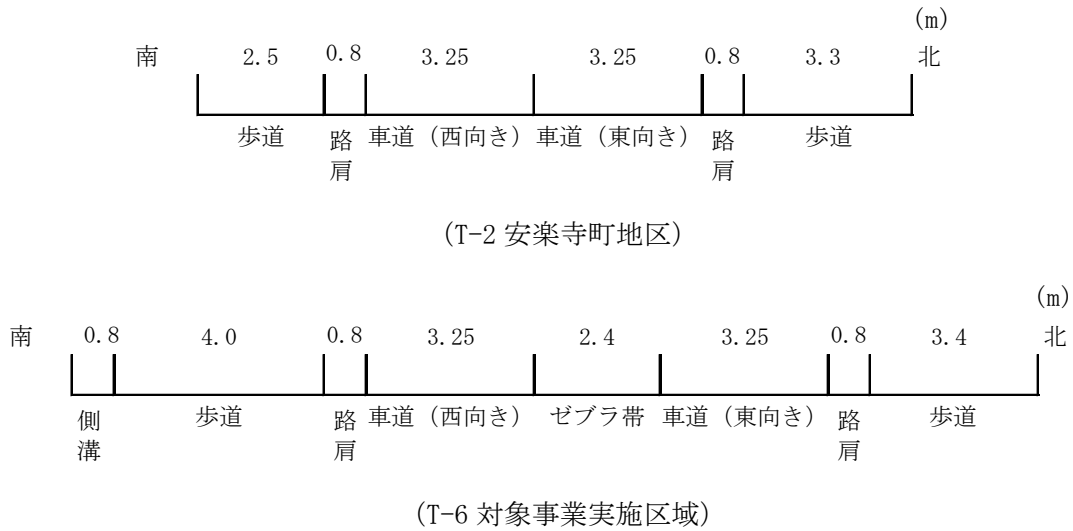 (m)
南 2.5 0.8 3.25 3.25 0.8 3.3 北
歩道 路肩 車道（西向き） 車道（東向き） 路肩 歩道
(T-2 安楽寺町地区)
(m)
南 0.8 4.0 0.8 3.25 2.4 3.25 0.8 3.4 北
側溝 歩道 路肩 車道（西向き） ゼブラ帯 車道（東向き） 路肩 歩道
(T-6 対象事業実施区域)